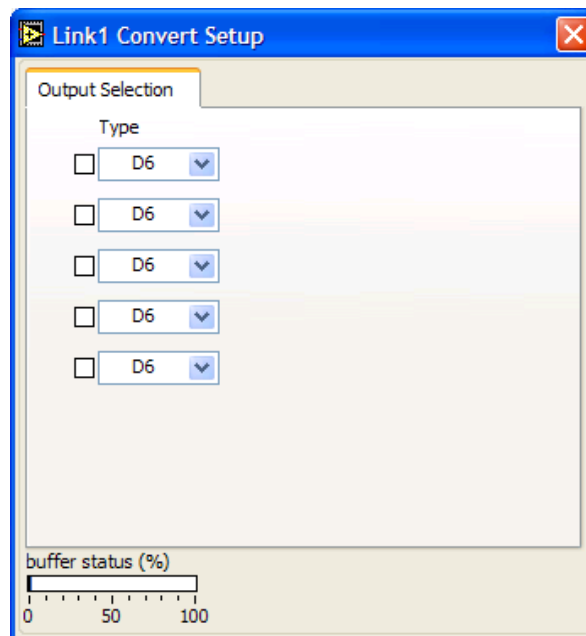 Link1 Convert Setup
Output Selection
Type
D6
D6
D6
D6
D6
buffer status (%)
0 50 100